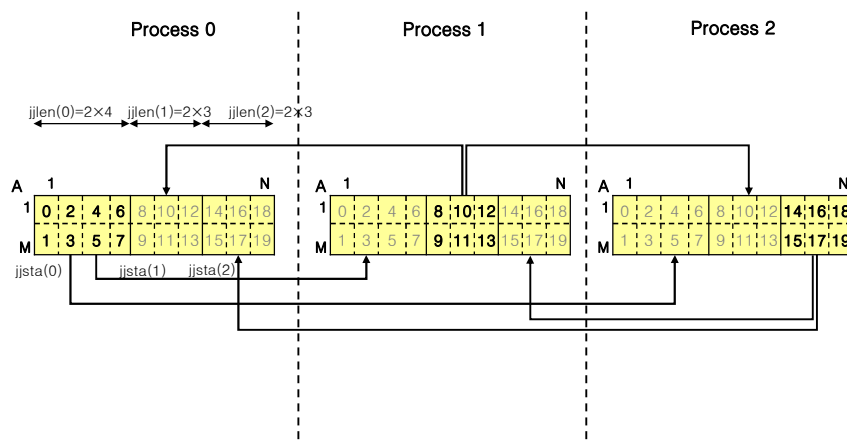 Process 0 Process 1 Process 2
jjlen(0)=2×4 jjlen(1)=2×3 jjlen(2)=2×3
1 N 1 N 1 N
A A A
1 0 2 4 6 8 10 12 14 16 18 1 0 2 4 6 8 10 12 14 16 18 1 0 2 4 6 8 10 12 14 16 18
M 1 3 5 7 9 11 13 15 17 19 M 1 3 5 7 9 11 13 15 17 19 M 1 3 5 7 9 11 13 15 17 19
jjsta(0) jjsta(1) jjsta(2)